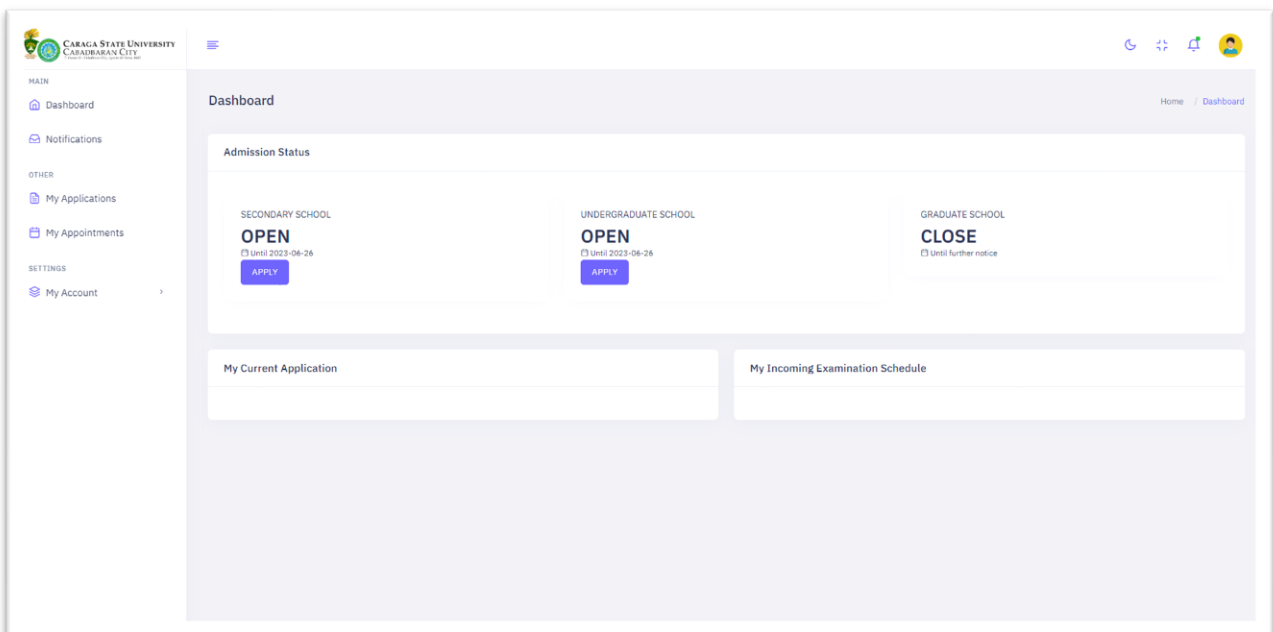 CARAGA STATE UNIVERSITY
CABADBARAN CITY
MAIN
Dashboard
Notifications
OTHER
My Applications
My Appointments
SETTINGS
My Account
Dashboard
Home / Dashboard
Admission Status
SECONDARY SCHOOL
OPEN
Until 2023-06-26
APPLY
UNDERGRADUATE SCHOOL
OPEN
Until 2023-06-26
APPLY
GRADUATE SCHOOL
CLOSE
Until further notice
My Current Application
My Incoming Examination Schedule